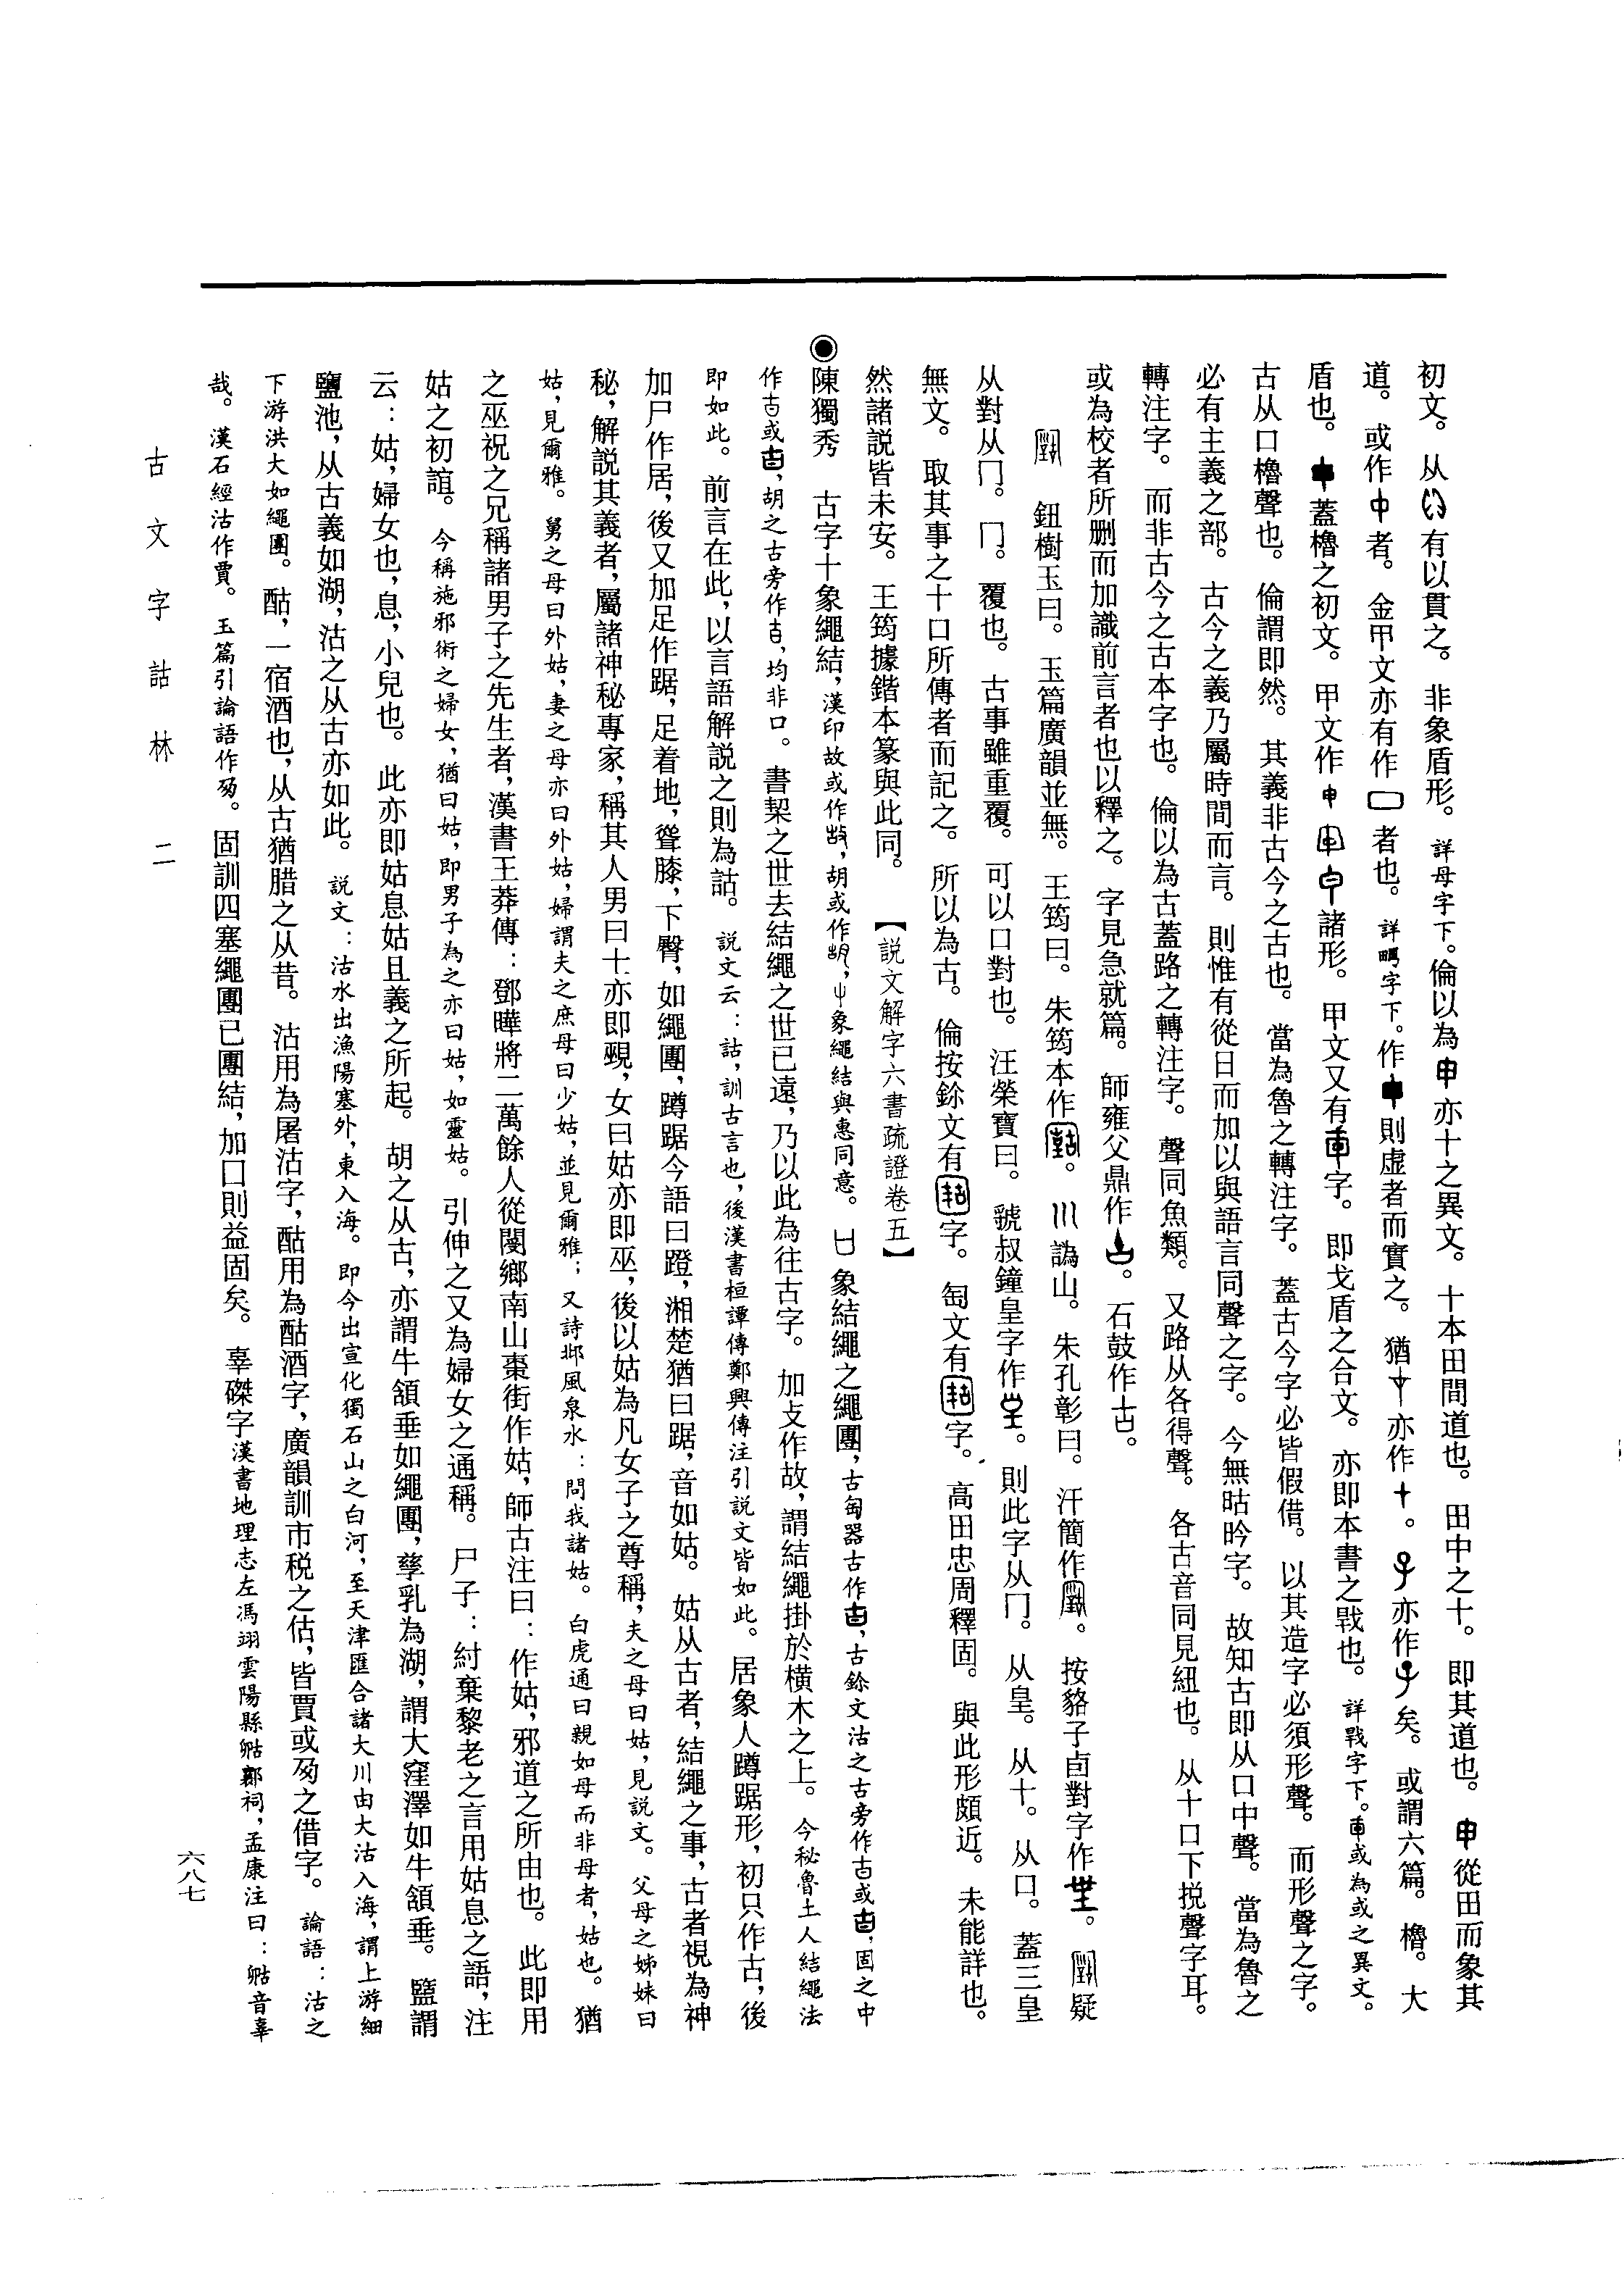 初文。从有以貫之。非象盾形。詳毋字下。倫以為亦十之異文。十本田間道也。田中之十。即其道也。從田而象其
道。或作者。金甲文亦有作者也。詳鴫字下。作則虛者而實之。猶亦作。亦作矣。或謂六篇。櫓。大
盾也。蓋櫓之初文。甲文作諸形。甲文又有字。即戈盾之合文。亦即本書之戰也。詳戰字下。或為或之異文。
古从口櫓聲也。倫謂即然。其義非古今之古也。當為魯之轉注字。蓋古今字必皆假借。以其造字必須形聲。而形聲之字。
必有主義之部。古今之義乃屬時間而言。則惟有從日而加以與語言同聲之字。今無㫚昑字。故知古即从口中聲。當為魯之
轉注字。而非古今之古本字也。倫以為古蓋路之轉注字。聲同魚類。又路从各得聲。各古音同見紐也。从十口下挩聲字耳。
或為校者所刪而加識前言者也以釋之。字見急就篇。師雍父鼎作。石鼓作。
鈕樹玉曰。玉篇廣韻並無。王筠曰。朱筠本作。譌山。朱孔彰曰。汗簡作。按貉子卣對字作。疑
从對从冂。冂。覆也。古事雖重覆。可以口對也。汪榮寶曰。虢叔鐘皇字作。則此字从冂。从皇。从十。从口。蓋三皇
無文。取其事之十口所傳者而記之。所以為古。倫按鉩文有字。匋文有字。高田忠周釋固。與此形頗近。未能詳也。
然諸說皆未安。王筠據鍇本篆與此同。【說文解字六書疏證卷五】
◉陳獨秀　古字十象繩結，漢印故或作，胡或作，象繩結與惠同意。象結繩之繩團，古匋器古作，古鉩文沽之古旁作或，固之中
作或，胡之古旁作，均非口。書契之世去結繩之世已遠，乃以此為往古字。加攴作故，謂結繩掛於橫木之上。今秘魯土人結繩法
即如此。前言在此，以言語解說之則為詁。說文云：詁，訓古言也，後漢書桓譚傳鄭興傳注引說文皆如此。居象人蹲踞形，初只作古，後
加尸作居，後又加足作踞，足着地，聳膝，下臀，如繩團，蹲踞今語曰蹬，湘楚猶曰踞，音如姑。姑从古者，結繩之事，古者視為神
秘，解說其義者，屬諸神秘專家，稱其人男曰十亦即覡，女曰姑亦即巫，後以姑為凡女子之尊稱，夫之母曰姑，見說文。父母之姊妹曰
姑，見爾雅。舅之母曰外姑，妻之母亦曰外姑，婦謂夫之庶母曰少姑，並見爾雅；又詩邶風泉水：問我諸姑。白虎通曰親如母而非母者，姑也。猶
之巫祝之兄稱諸男子之先生者，漢書王莽傳：鄧曄將二萬餘人從閿鄉南山棗街作姑，師古注曰：作姑，邪道之所由也。此即用
姑之初誼。今稱施邪術之婦女，猶曰姑，即男子為之亦曰姑，如靈姑。引伸之又為婦女之通稱。尸子：紂棄黎老之言用姑息之語，注
云：姑，婦女也，息，小兒也。此亦即姑息姑且義之所起。胡之从古，亦謂牛頷垂如繩團，孳乳為湖，謂大窪澤如牛頷垂。盬謂
鹽池，从古義如湖，沽之从古亦如此。說文：沽水出漁陽塞外，東入海。即今出宣化獨石山之白河，至天津匯合諸大川由大沽入海，謂上游細
下游洪大如繩團。酤，一宿酒也，从古猶腊之从昔。沽用為屠沽字，酤用為酤酒字，廣韻訓市税之估，皆賈或夃之借字。論語：沽之
哉。漢石經沽作賈。玉篇引論語作夃。固訓四塞繩團已團結，加囗則益固矣。辜磔字漢書地理志左馮翊雲陽縣䣢祠，孟康注曰：音辜
古文字詁林　二
六八七